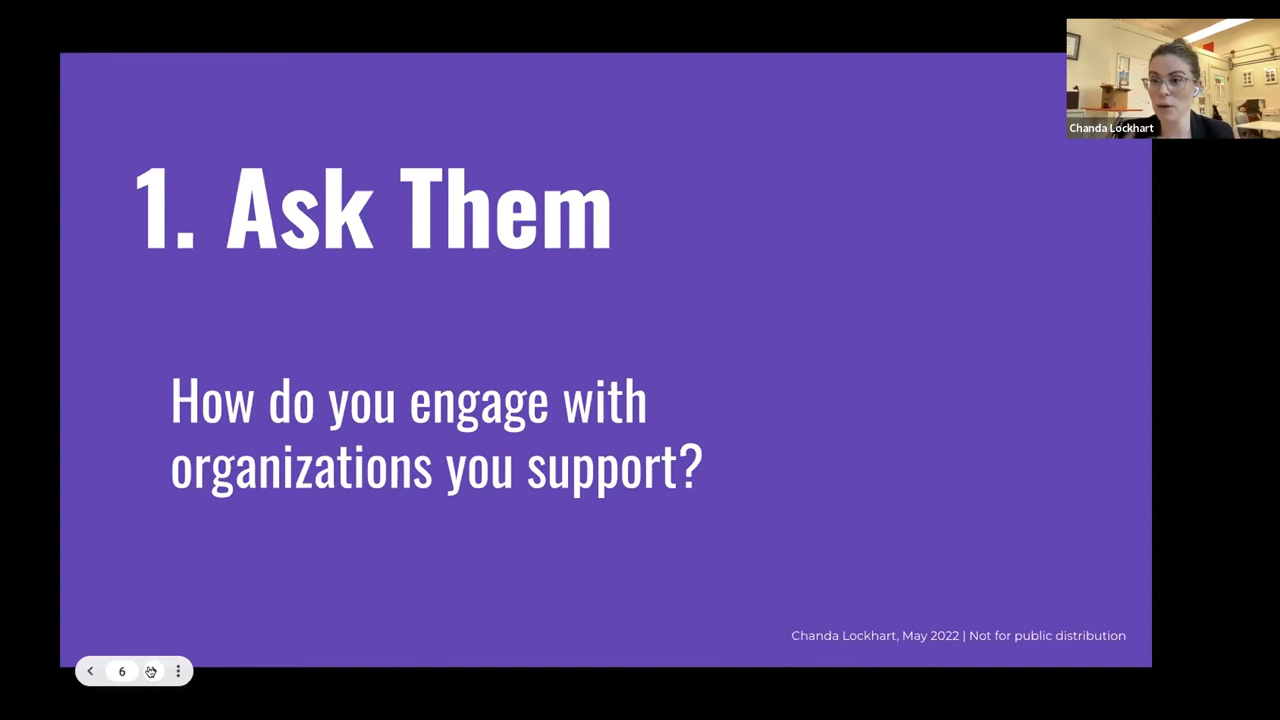 Chanda Lockhart
1. Ask Them
How do you engage with
organizations you support?
Chanda Lockhart, May 2022 | Not for public distribution
6